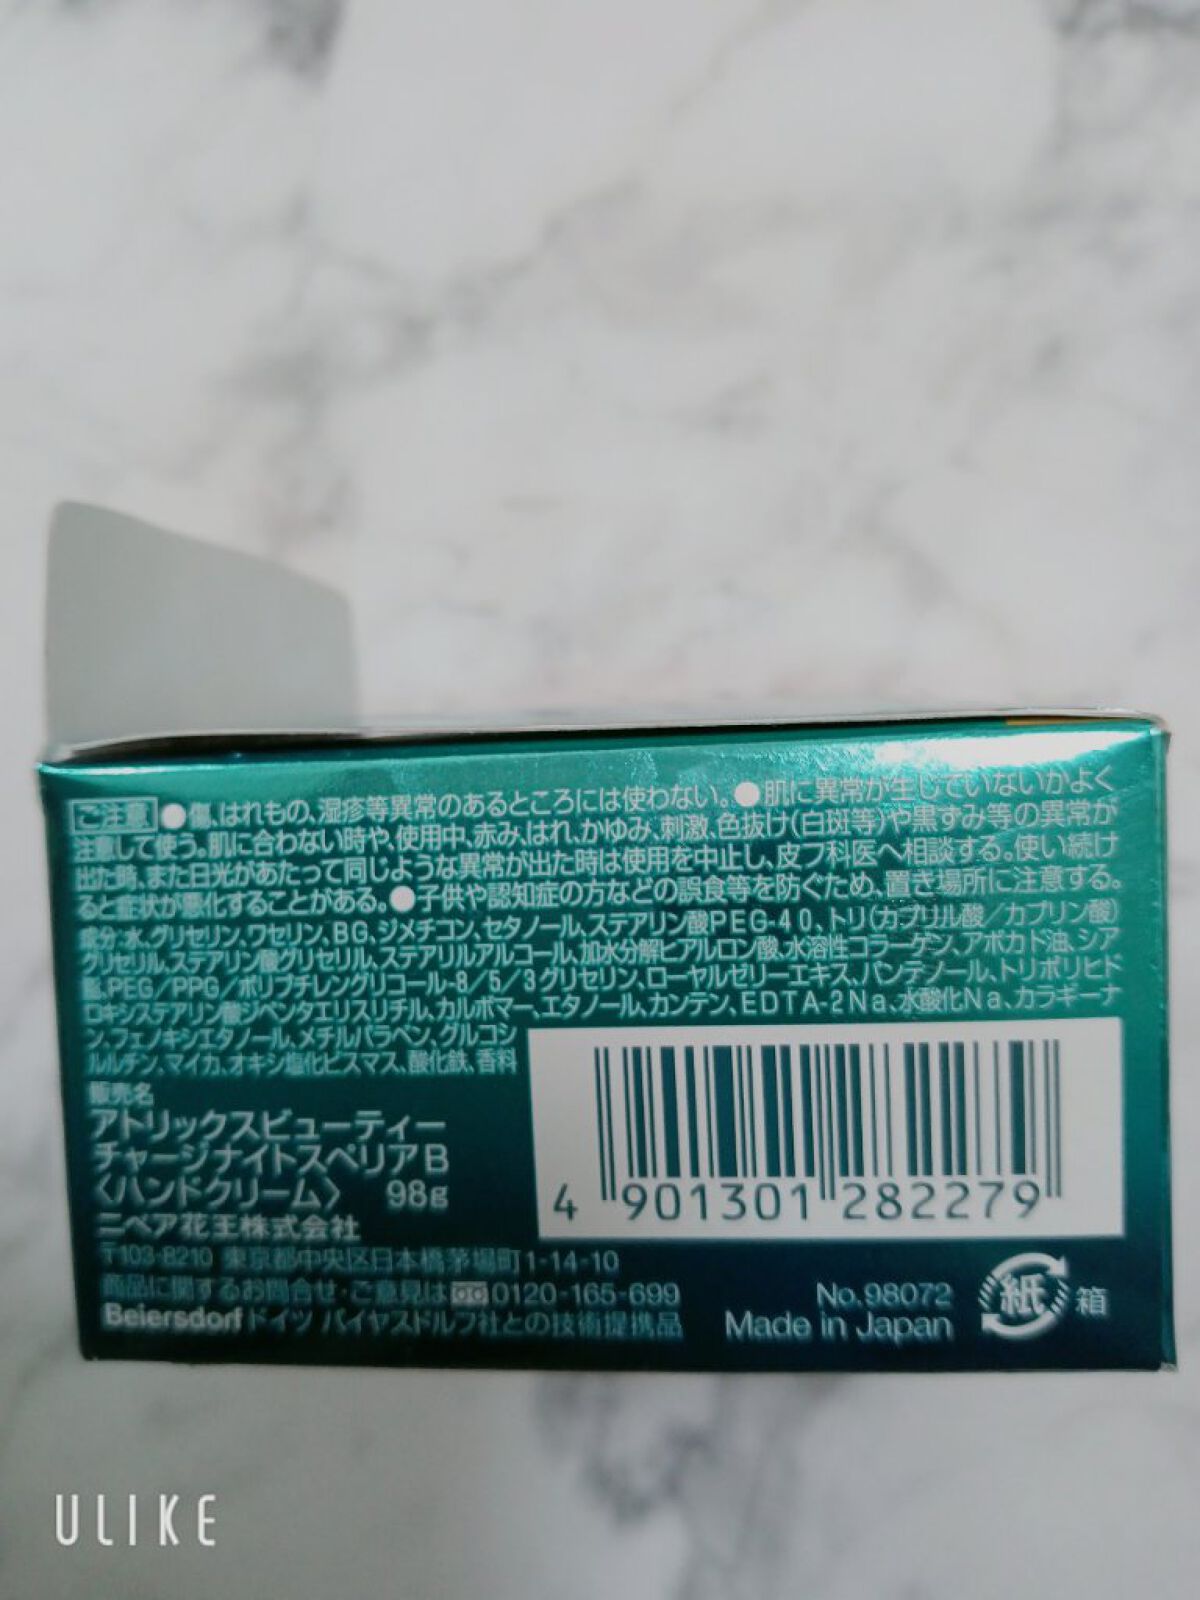 ご注意 ●傷、はれもの、湿疹等異常のあるところには使わない。●肌に異常が生じていないかよく
注意して使う。肌に合わない時や、使用中、赤み、はれ、かゆみ、刺激、色抜け(白斑等)や黒ずみ等の異常が
出た時、また日光があたって同じような異常が出た時は使用を中止し、皮フ科医へ相談する。使い続け
ると症状が悪化することがある。●子供や認知症の方などの誤食等を防ぐため、置き場所に注意する。
成分:水、グリセリン、ワセリン、BG、ジメチコン、セタノール、ステアリン酸PEG-40、トリ(カプリル酸/カプリン酸)
グリセリル、ステアリン酸グリセリル、ステアリルアルコール、加水分解ヒアルロン酸、水溶性コラーゲン、アボカド油、シア
脂、PEG/PPG/ポリブチレングリコール-8/5/3グリセリン、ローヤルゼリーエキス、パンテノール、トリポリヒド
ロキシステアリン酸ジペンタエリスリチル、カルボマー、エタノール、カンテン、EDTA-2Na、水酸化Na、カラギーナ
ン、フェノキシエタノール、メチルパラベン、グルコシ
ルルチン、マイカ、オキシ塩化ビスマス、酸化鉄、香料
販売名
アトリックスビューティー
チャージナイトスペリアB
〈ハンドクリーム〉 98g
ニベア花王株式会社
〒103-8210 東京都中央区日本橋茅場町1-14-10
商品に関するお問合せ・ご意見は 0120-165-699
Beiersdorf ドイツ バイヤスドルフ社との技術提携品
4 901301 282279
No.98072
Made in Japan
紙 箱
ULIKE